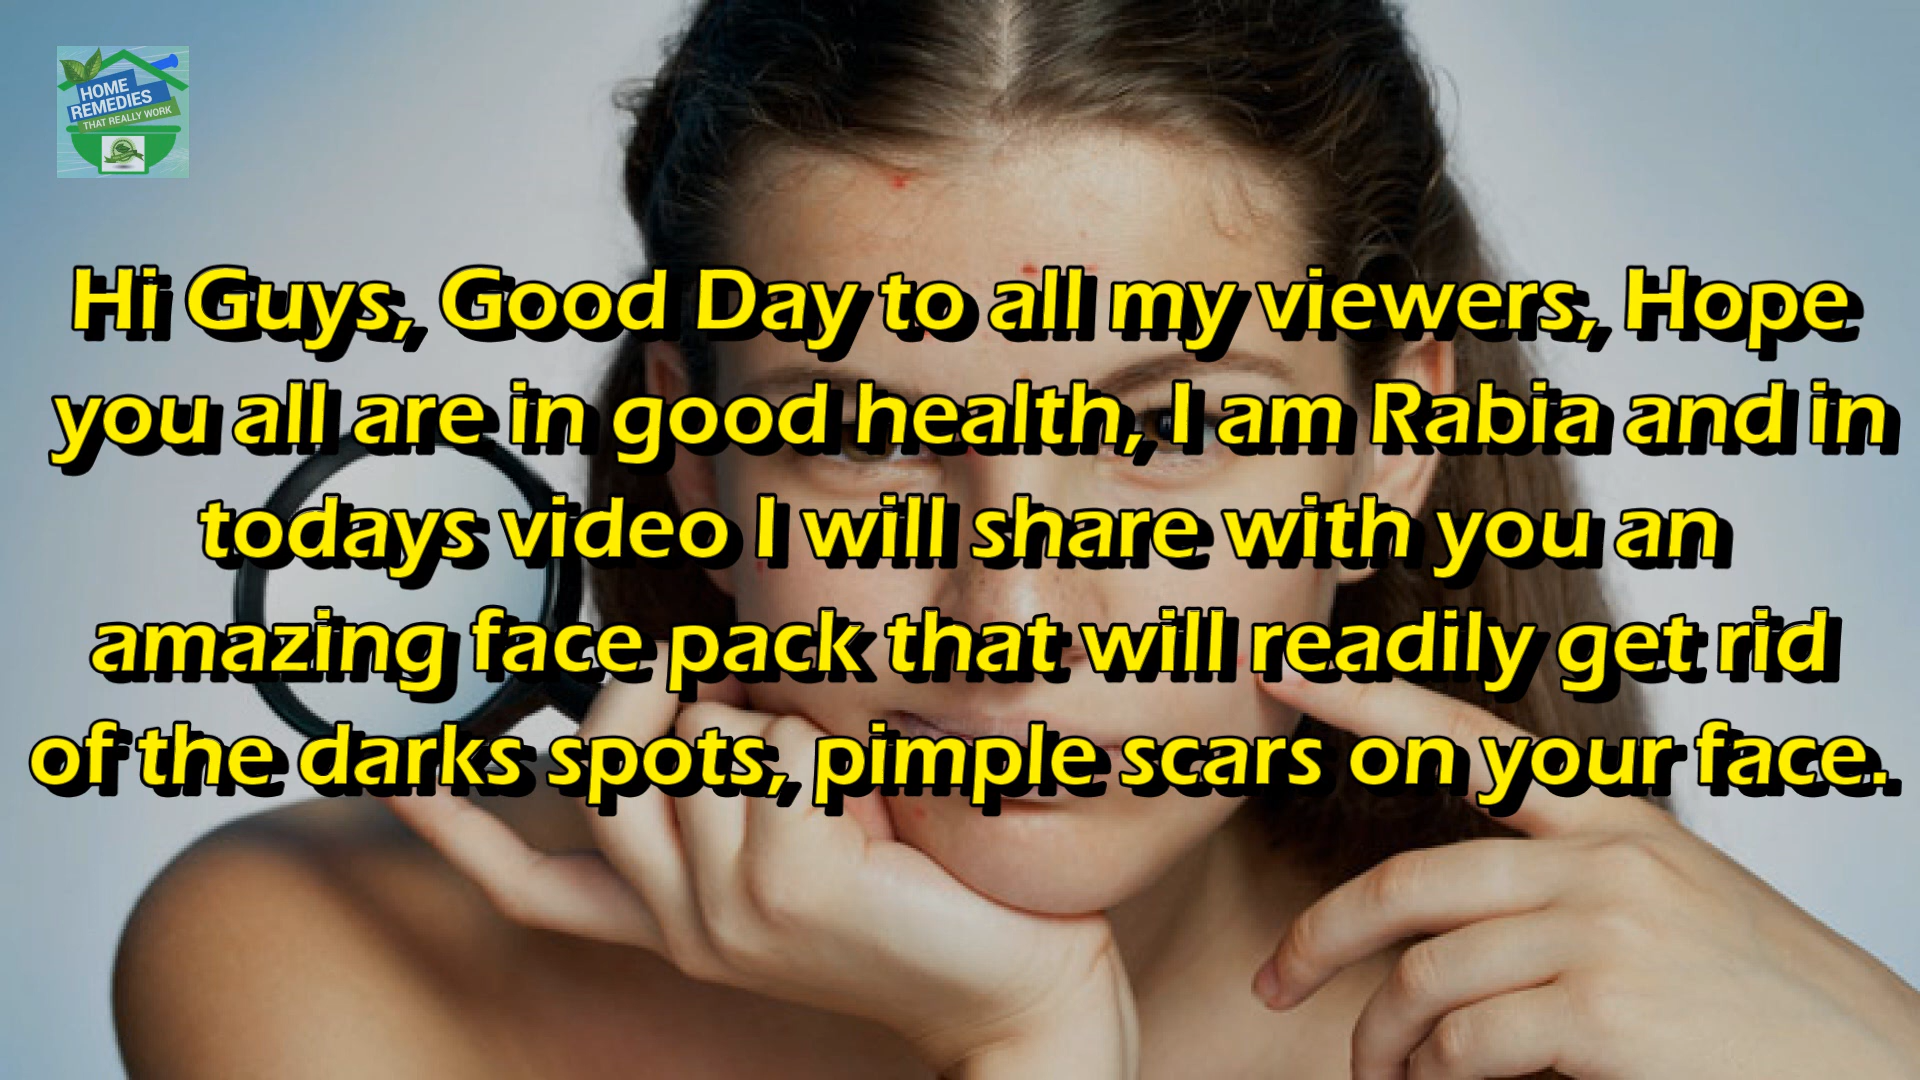 HOME
REMEDIES
THAT REALLY WORK
Hi Guys, Good Day to all my viewers, Hope
you all are in good health, I am Rabia and in
todays video I will share with you an
amazing face pack that will readily get rid
of the darks spots, pimple scars on your face.